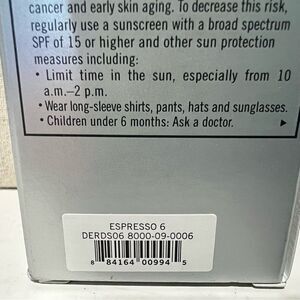 cancer and early skin aging. To decrease this risk,
regularly use a sunscreen with a broad spectrum
SPF of 15 or higher and other sun protection
measures including:
• Limit time in the sun, especially from 10
a.m.–2 p.m.
• Wear long-sleeve shirts, pants, hats and sunglasses.
• Children under 6 months: Ask a doctor. ▶
ESPRESSO 6
DERDS06 8000-09-0006
8 84164 00994 5